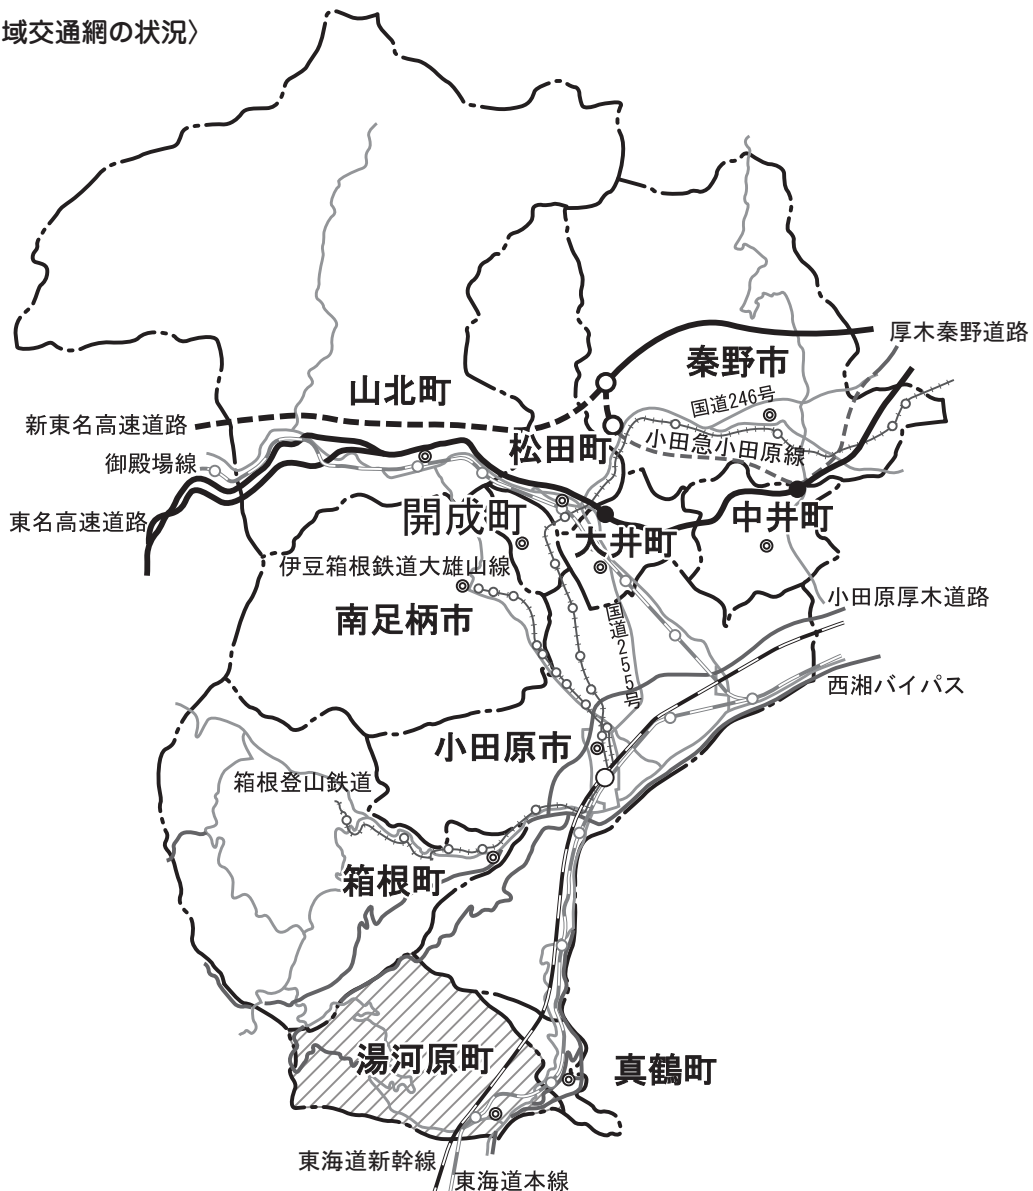 域交通網の状況〉
厚木秦野道路
秦野市
山北町
国道246号
新東名高速道路
松田町
小田急小田原線
御殿場線
東名高速道路
開成町
大井町
中井町
伊豆箱根鉄道大雄山線
小田原厚木道路
南足柄市
国道255号
西湘バイパス
小田原市
箱根登山鉄道
箱根町
湯河原町
真鶴町
東海道新幹線
東海道本線